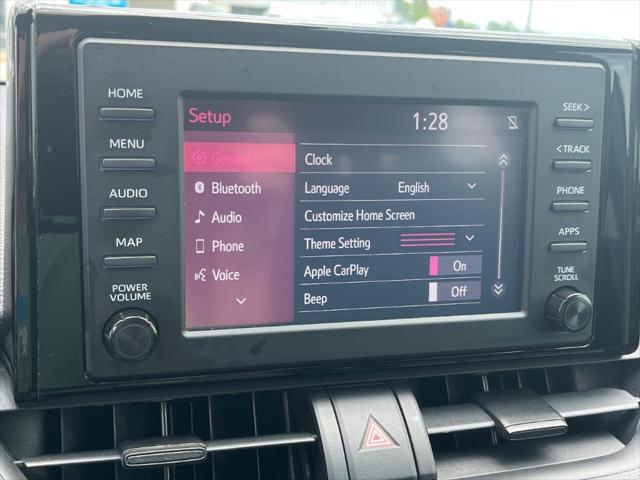 HOME
MENU
AUDIO
MAP
POWER
VOLUME
Setup
1:28
General
Bluetooth
Audio
Phone
Voice
Clock
Language English
Customize Home Screen
Theme Setting
Apple CarPlay On
Beep Off
SEEK >
< TRACK
PHONE
APPS
TUNE
SCROLL